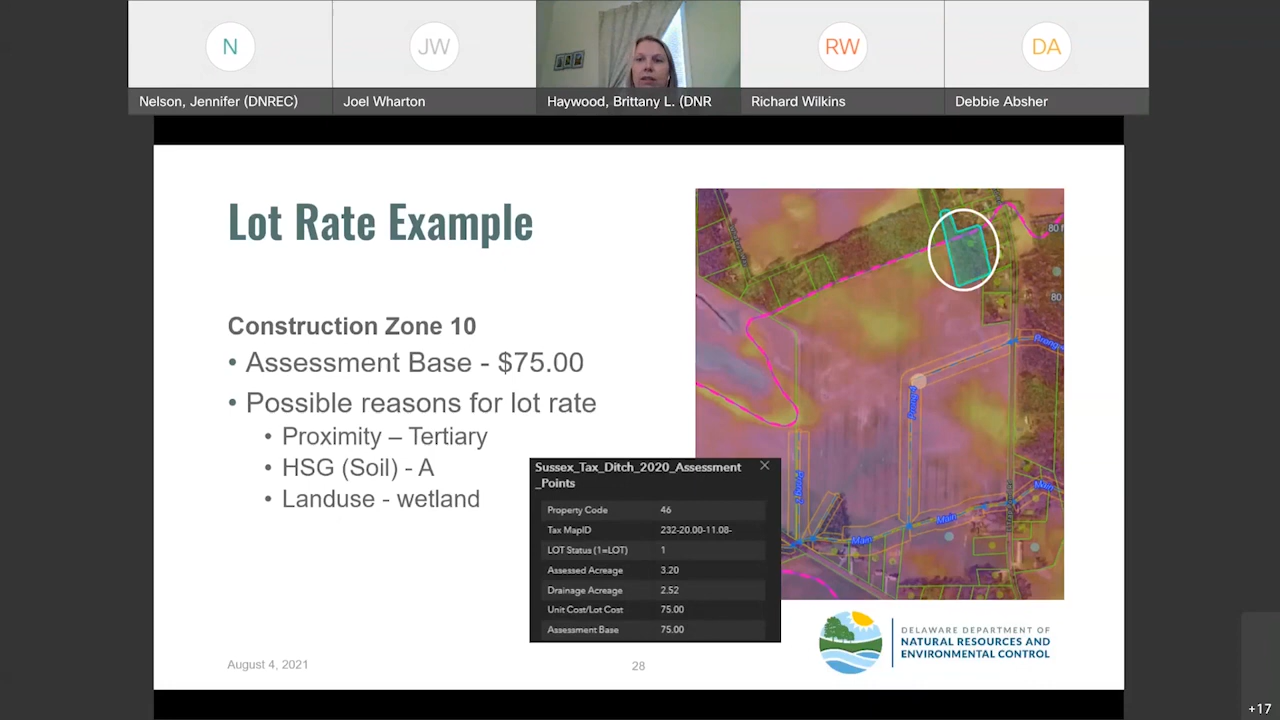 N
JW
RW
DA
Nelson, Jennifer (DNREC)
Joel Wharton
Haywood, Brittany L. (DNR
Richard Wilkins
Debbie Absher
Lot Rate Example
Construction Zone 10
• Assessment Base - $75.00
• Possible reasons for lot rate
• Proximity – Tertiary
• HSG (Soil) - A
• Landuse - wetland
80 f
80
Prong
Main
Main
Main
Sussex_Tax_Ditch_2020_Assessment
_Points
Property Code 46
Tax MapID 232-20.00-11.08-
LOT Status (1=LOT) 1
Assessed Acreage 3.20
Drainage Acreage 2.52
Unit Cost/Lot Cost 75.00
Assessment Base 75.00
DELAWARE DEPARTMENT OF
NATURAL RESOURCES AND
ENVIRONMENTAL CONTROL
August 4, 2021
28
+17